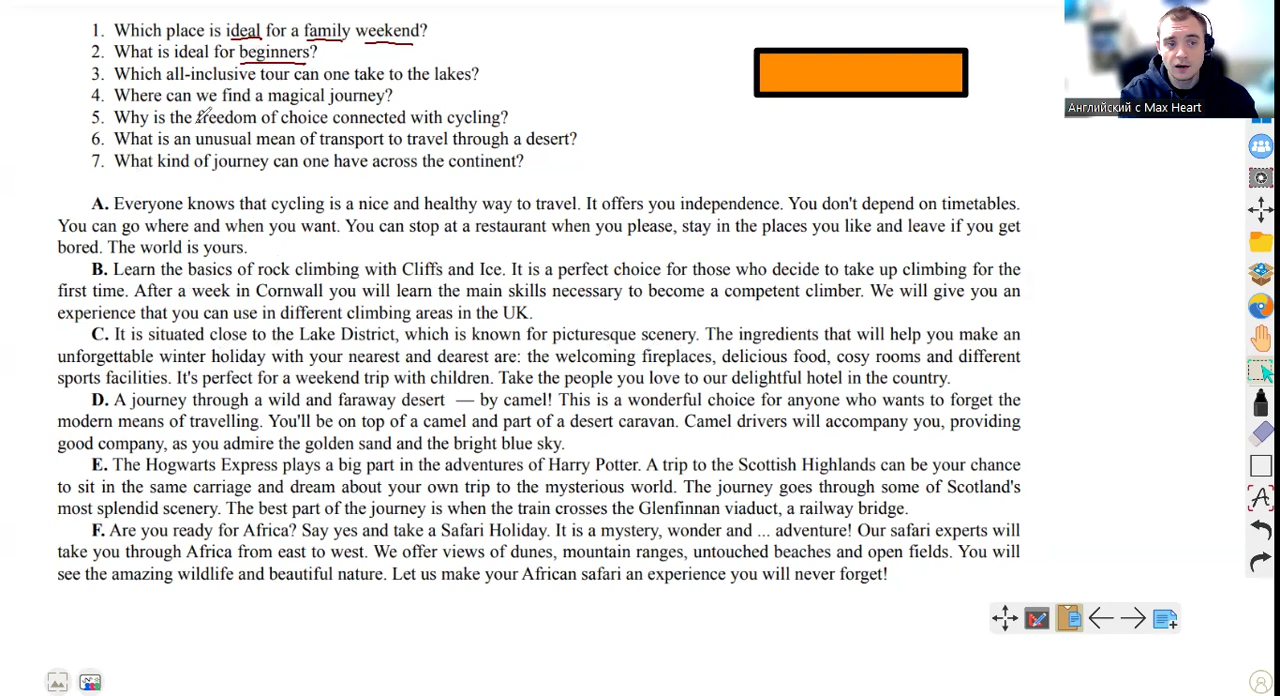 1. Which place is ideal for a family weekend?
2. What is ideal for beginners?
3. Which all-inclusive tour can one take to the lakes?
4. Where can we find a magical journey?
5. Why is the freedom of choice connected with cycling?
6. What is an unusual mean of transport to travel through a desert?
7. What kind of journey can one have across the continent?
Английский с Max Heart
A. Everyone knows that cycling is a nice and healthy way to travel. It offers you independence. You don't depend on timetables.
You can go where and when you want. You can stop at a restaurant when you please, stay in the places you like and leave if you get
bored. The world is yours.
B. Learn the basics of rock climbing with Cliffs and Ice. It is a perfect choice for those who decide to take up climbing for the
first time. After a week in Cornwall you will learn the main skills necessary to become a competent climber. We will give you an
experience that you can use in different climbing areas in the UK.
C. It is situated close to the Lake District, which is known for picturesque scenery. The ingredients that will help you make an
unforgettable winter holiday with your nearest and dearest are: the welcoming fireplaces, delicious food, cosy rooms and different
sports facilities. It's perfect for a weekend trip with children. Take the people you love to our delightful hotel in the country.
D. A journey through a wild and faraway desert — by camel! This is a wonderful choice for anyone who wants to forget the
modern means of travelling. You'll be on top of a camel and part of a desert caravan. Camel drivers will accompany you, providing
good company, as you admire the golden sand and the bright blue sky.
E. The Hogwarts Express plays a big part in the adventures of Harry Potter. A trip to the Scottish Highlands can be your chance
to sit in the same carriage and dream about your own trip to the mysterious world. The journey goes through some of Scotland's
most splendid scenery. The best part of the journey is when the train crosses the Glenfinnan viaduct, a railway bridge.
F. Are you ready for Africa? Say yes and take a Safari Holiday. It is a mystery, wonder and ... adventure! Our safari experts will
take you through Africa from east to west. We offer views of dunes, mountain ranges, untouched beaches and open fields. You will
see the amazing wildlife and beautiful nature. Let us make your African safari an experience you will never forget!